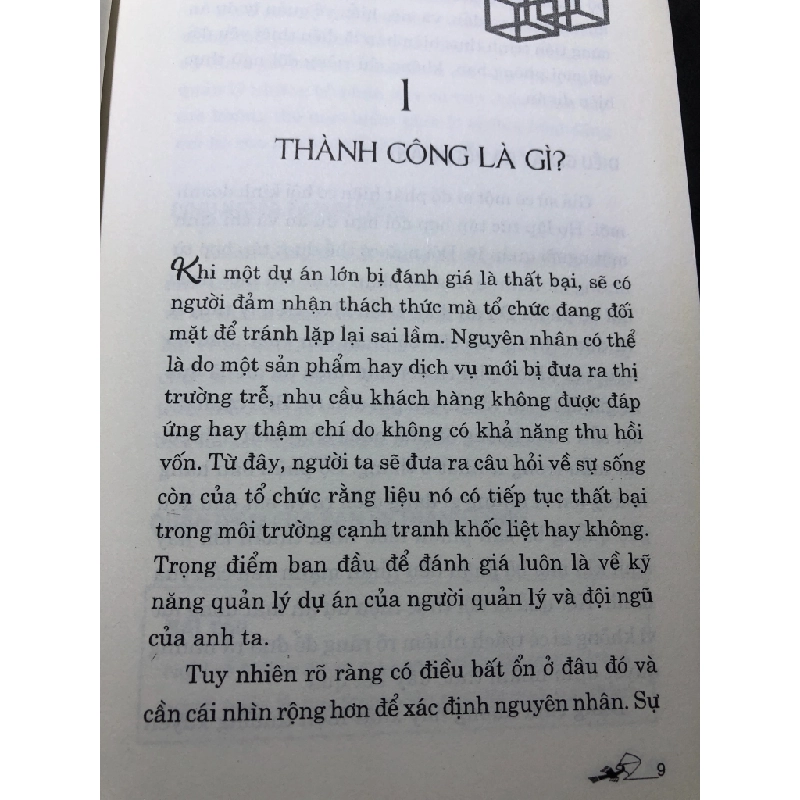 1
THÀNH CÔNG LÀ GÌ?
Khi một dự án lớn bị đánh giá là thất bại, sẽ có
người đảm nhận thách thức mà tổ chức đang đối
mặt để tránh lặp lại sai lầm. Nguyên nhân có thể
là do một sản phẩm hay dịch vụ mới bị đưa ra thị
trường trễ, nhu cầu khách hàng không được đáp
ứng hay thậm chí do không có khả năng thu hồi
vốn. Từ đây, người ta sẽ đưa ra câu hỏi về sự sống
còn của tổ chức rằng liệu nó có tiếp tục thất bại
trong môi trường cạnh tranh khốc liệt hay không.
Trọng điểm ban đầu để đánh giá luôn là về kỹ
năng quản lý dự án của người quản lý và đội ngũ
của anh ta.
Tuy nhiên rõ ràng có điều bất ổn ở đâu đó và
cần cái nhìn rộng hơn để xác định nguyên nhân. Sự
9